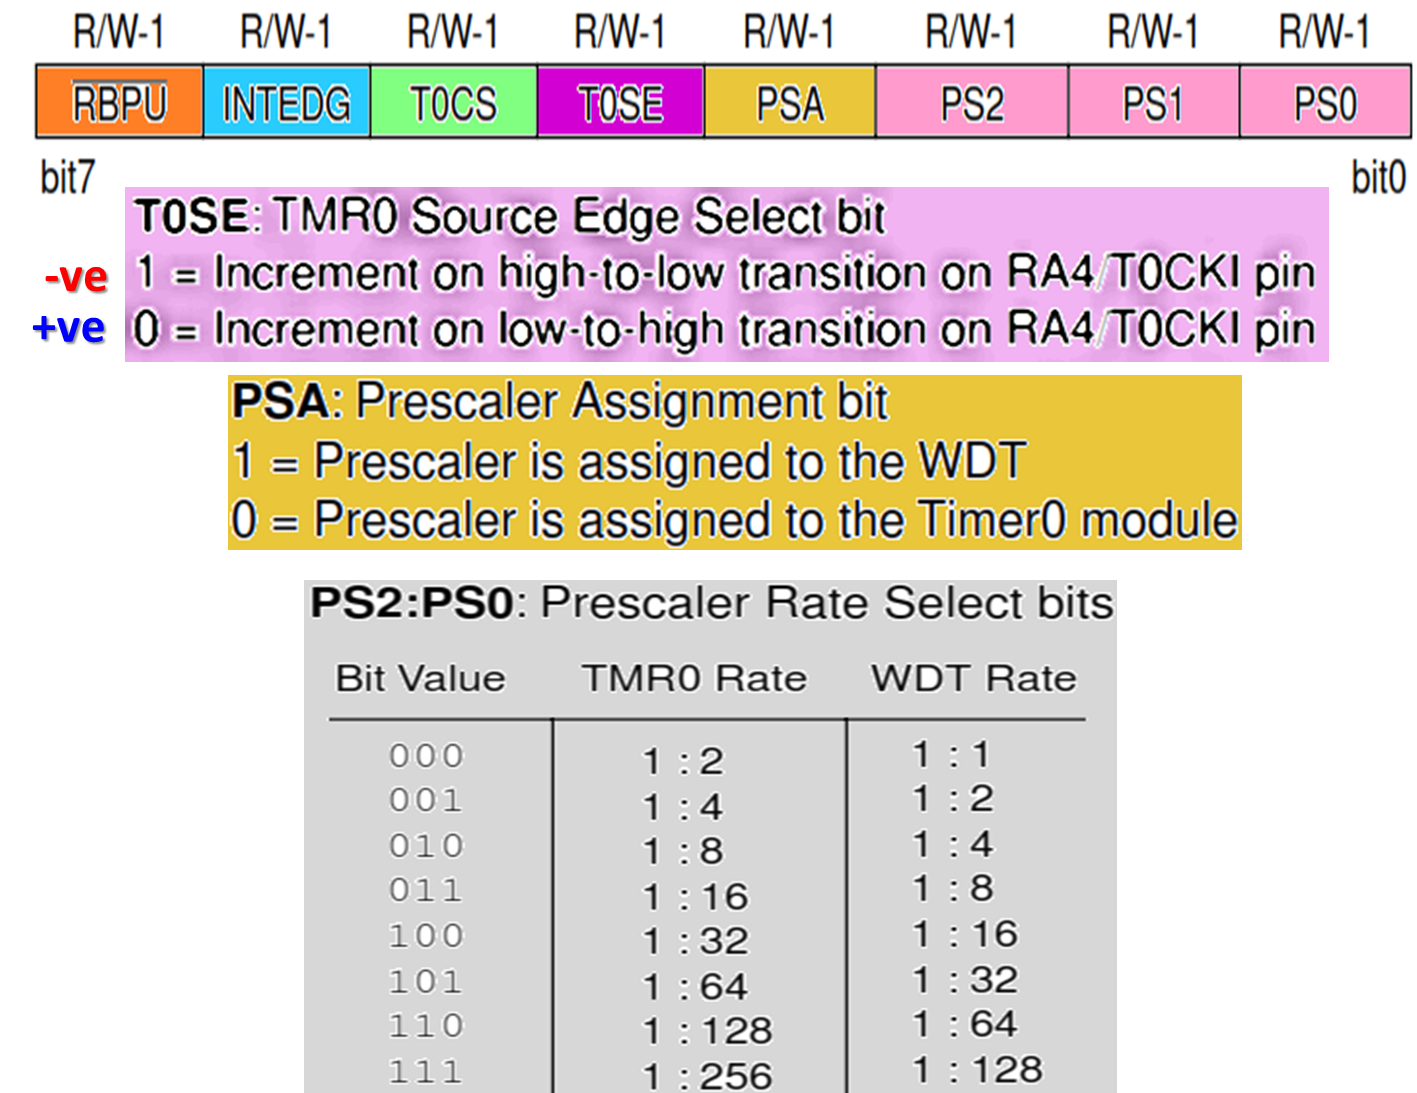 R/W-1 R/W-1 R/W-1 R/W-1 R/W-1 R/W-1 R/W-1 R/W-1
RBPU INTEDG T0CS T0SE PSA PS2 PS1 PS0
bit7 bit0
T0SE: TMR0 Source Edge Select bit
-ve 1 = Increment on high-to-low transition on RA4/T0CKI pin
+ve 0 = Increment on low-to-high transition on RA4/T0CKI pin
PSA: Prescaler Assignment bit
1 = Prescaler is assigned to the WDT
0 = Prescaler is assigned to the Timer0 module
PS2:PS0: Prescaler Rate Select bits
Bit Value TMR0 Rate WDT Rate
000 1 : 2 1 : 1
001 1 : 4 1 : 2
010 1 : 8 1 : 4
011 1 : 16 1 : 8
100 1 : 32 1 : 16
101 1 : 64 1 : 32
110 1 : 128 1 : 64
111 1 : 256 1 : 128